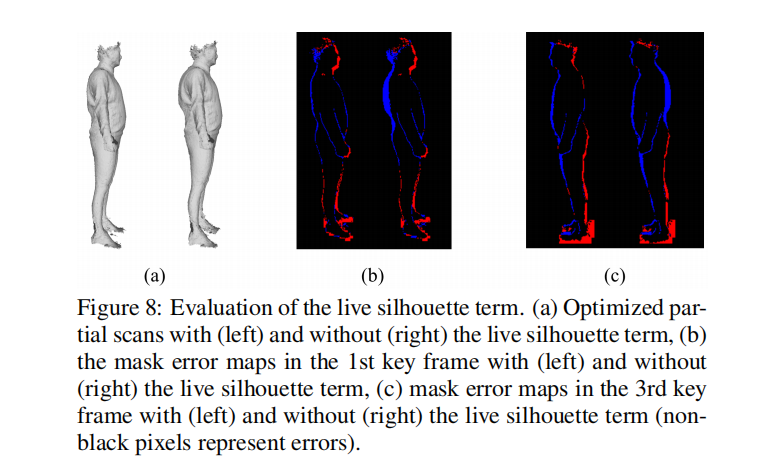 (a) (b) (c)
Figure 8: Evaluation of the live silhouette term. (a) Optimized par-
tial scans with (left) and without (right) the live silhouette term, (b)
the mask error maps in the 1st key frame with (left) and without
(right) the live silhouette term, (c) mask error maps in the 3rd key
frame with (left) and without (right) the live silhouette term (non-
black pixels represent errors).